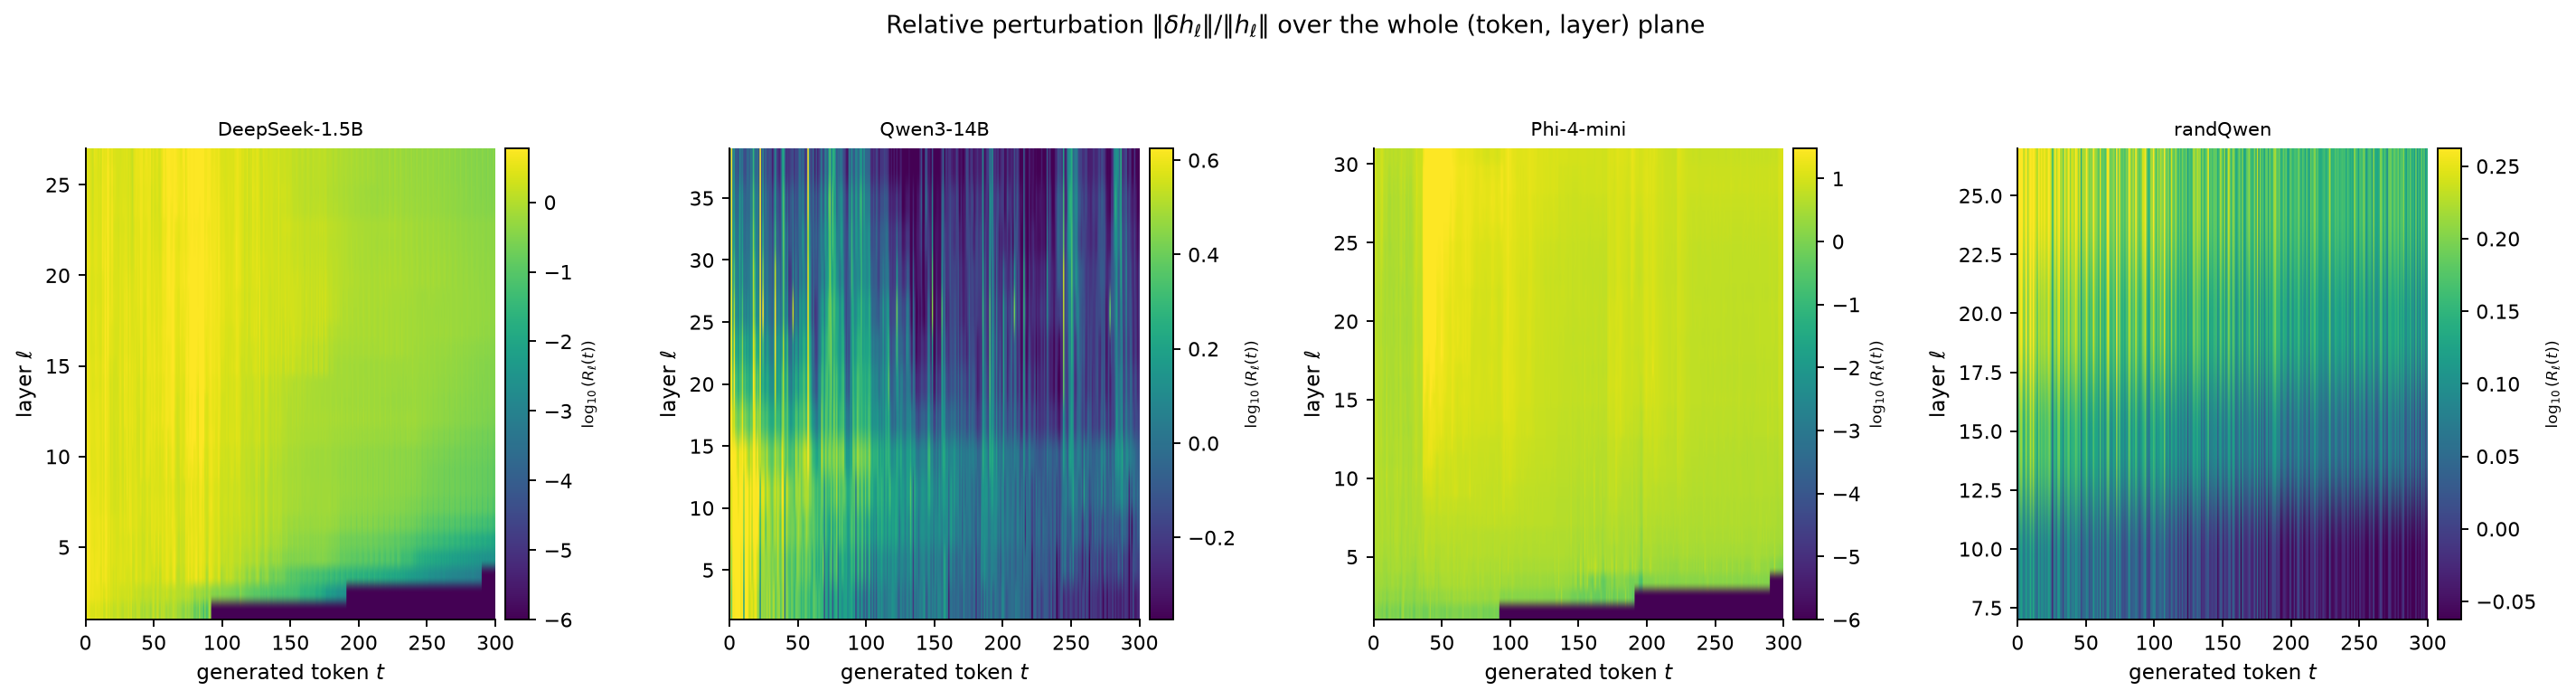 Relative perturbation ‖δhℓ‖/‖hℓ‖ over the whole (token, layer) plane
DeepSeek-1.5B
layer ℓ
25
20
15
10
5
0 50 100 150 200 250 300
generated token t
0
−1
−2
−3
−4
−5
−6
log10(Rℓ(t))
Qwen3-14B
layer ℓ
35
30
25
20
15
10
5
0 50 100 150 200 250 300
generated token t
0.6
0.4
0.2
0.0
−0.2
log10(Rℓ(t))
Phi-4-mini
layer ℓ
30
25
20
15
10
5
0 50 100 150 200 250 300
generated token t
1
0
−1
−2
−3
−4
−5
−6
log10(Rℓ(t))
randQwen
layer ℓ
25.0
22.5
20.0
17.5
15.0
12.5
10.0
7.5
0 50 100 150 200 250 300
generated token t
0.25
0.20
0.15
0.10
0.05
0.00
−0.05
log10(Rℓ(t))